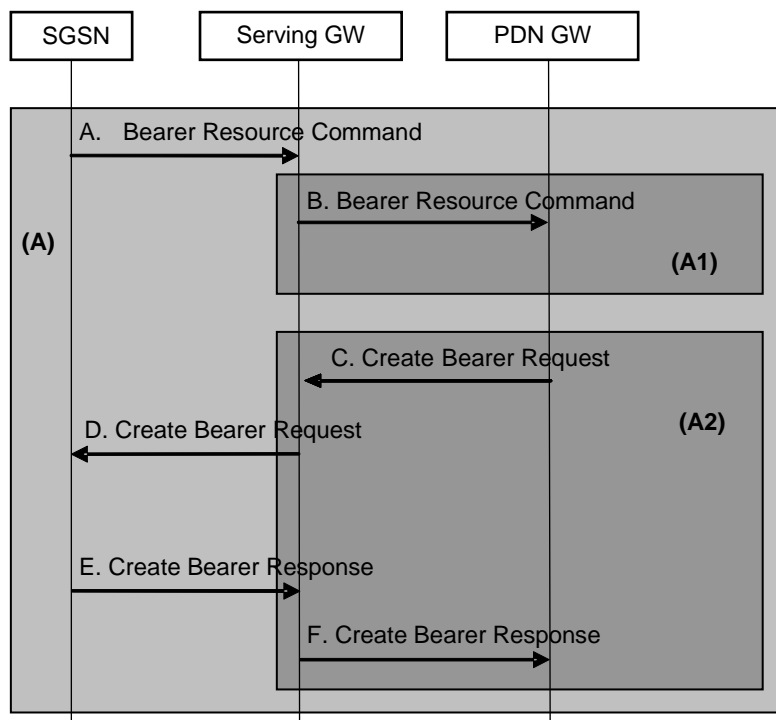 SGSN
Serving GW
PDN GW
A. Bearer Resource Command
B. Bearer Resource Command
(A)
(A1)
C. Create Bearer Request
(A2)
D. Create Bearer Request
E. Create Bearer Response
F. Create Bearer Response